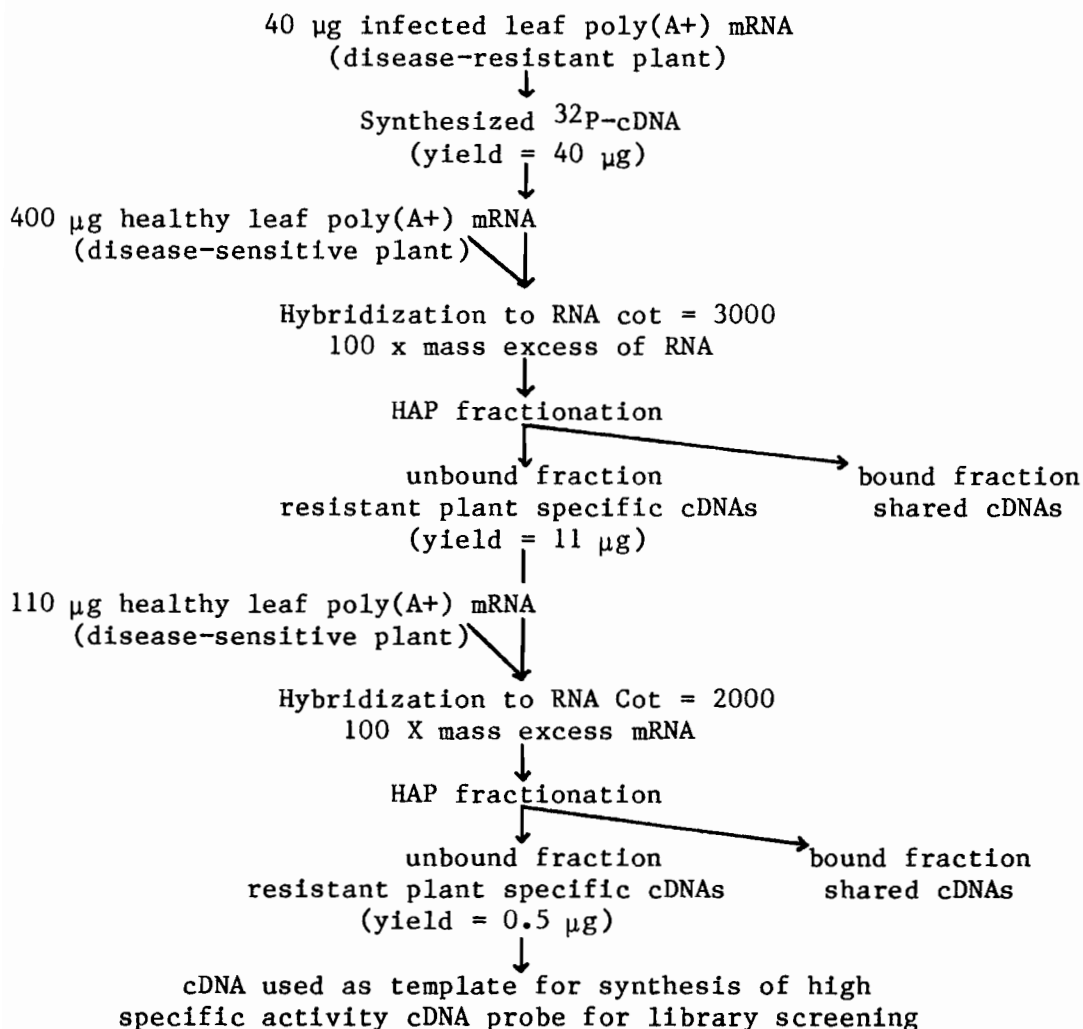 40 µg infected leaf poly(A+) mRNA
(disease-resistant plant)
Synthesized 32P-cDNA
(yield = 40 µg)
400 µg healthy leaf poly(A+) mRNA
(disease-sensitive plant)
Hybridization to RNA cot = 3000
100 x mass excess of RNA
HAP fractionation
unbound fraction
resistant plant specific cDNAs
(yield = 11 µg)
bound fraction
shared cDNAs
110 µg healthy leaf poly(A+) mRNA
(disease-sensitive plant)
Hybridization to RNA Cot = 2000
100 X mass excess mRNA
HAP fractionation
unbound fraction
resistant plant specific cDNAs
(yield = 0.5 µg)
bound fraction
shared cDNAs
cDNA used as template for synthesis of high
specific activity cDNA probe for library screening